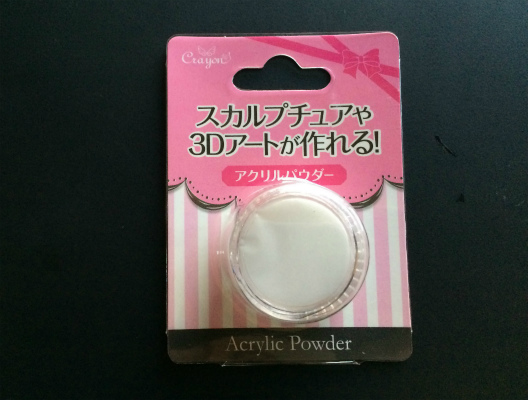 Crayon
スカルプチュアや
3Dアートが作れる!
アクリルパウダー
Acrylic Powder